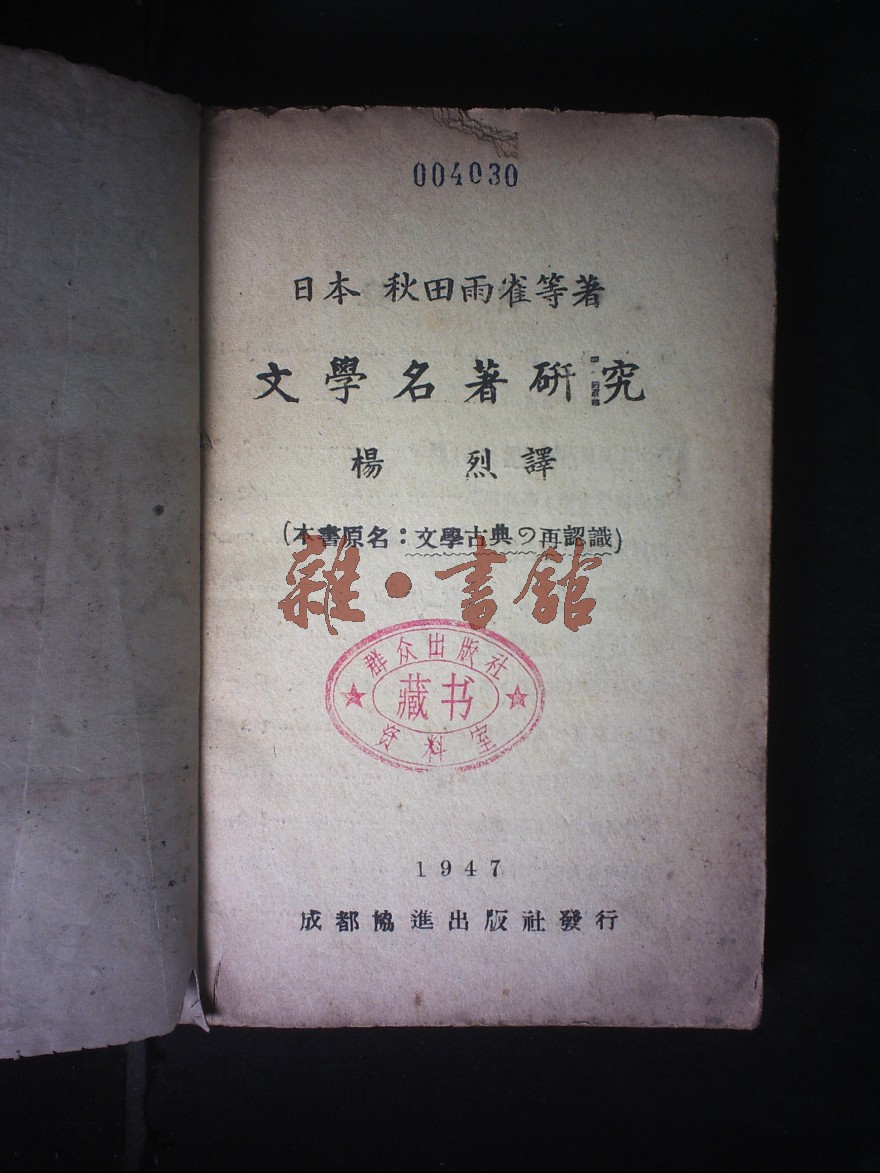 004030
日本 秋田雨雀等著
文學名著研究
楊 烈譯
(本書原名：文學古典の再認識)
雜·書館
群众出版社
藏书
资料室
1947
成都協進出版社發行